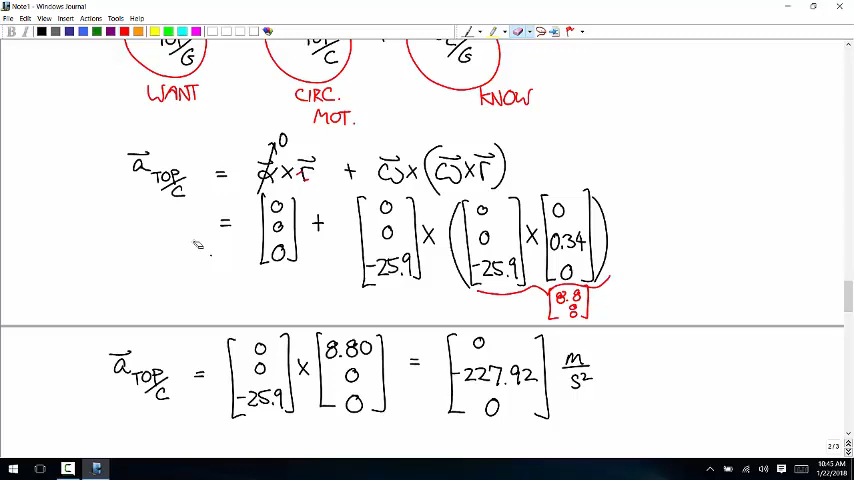 Note1 - Windows Journal
File Edit View Insert Actions Tools Help
B I
TOP/G TOP/C /G
WANT CIRC. MOT. KNOW
a⃗ TOP/C = α⃗ × r⃗ + ω⃗ × (ω⃗ × r⃗)
0
= [0 0 0] + [0 0 -25.9] × ([0 0 -25.9] × [0 0.34 0])
[8.8 0 0]
a⃗ TOP/C = [0 0 -25.9] × [8.80 0 0] = [0 -227.92 0] m/s²
2/3
10:45 AM
1/22/2018